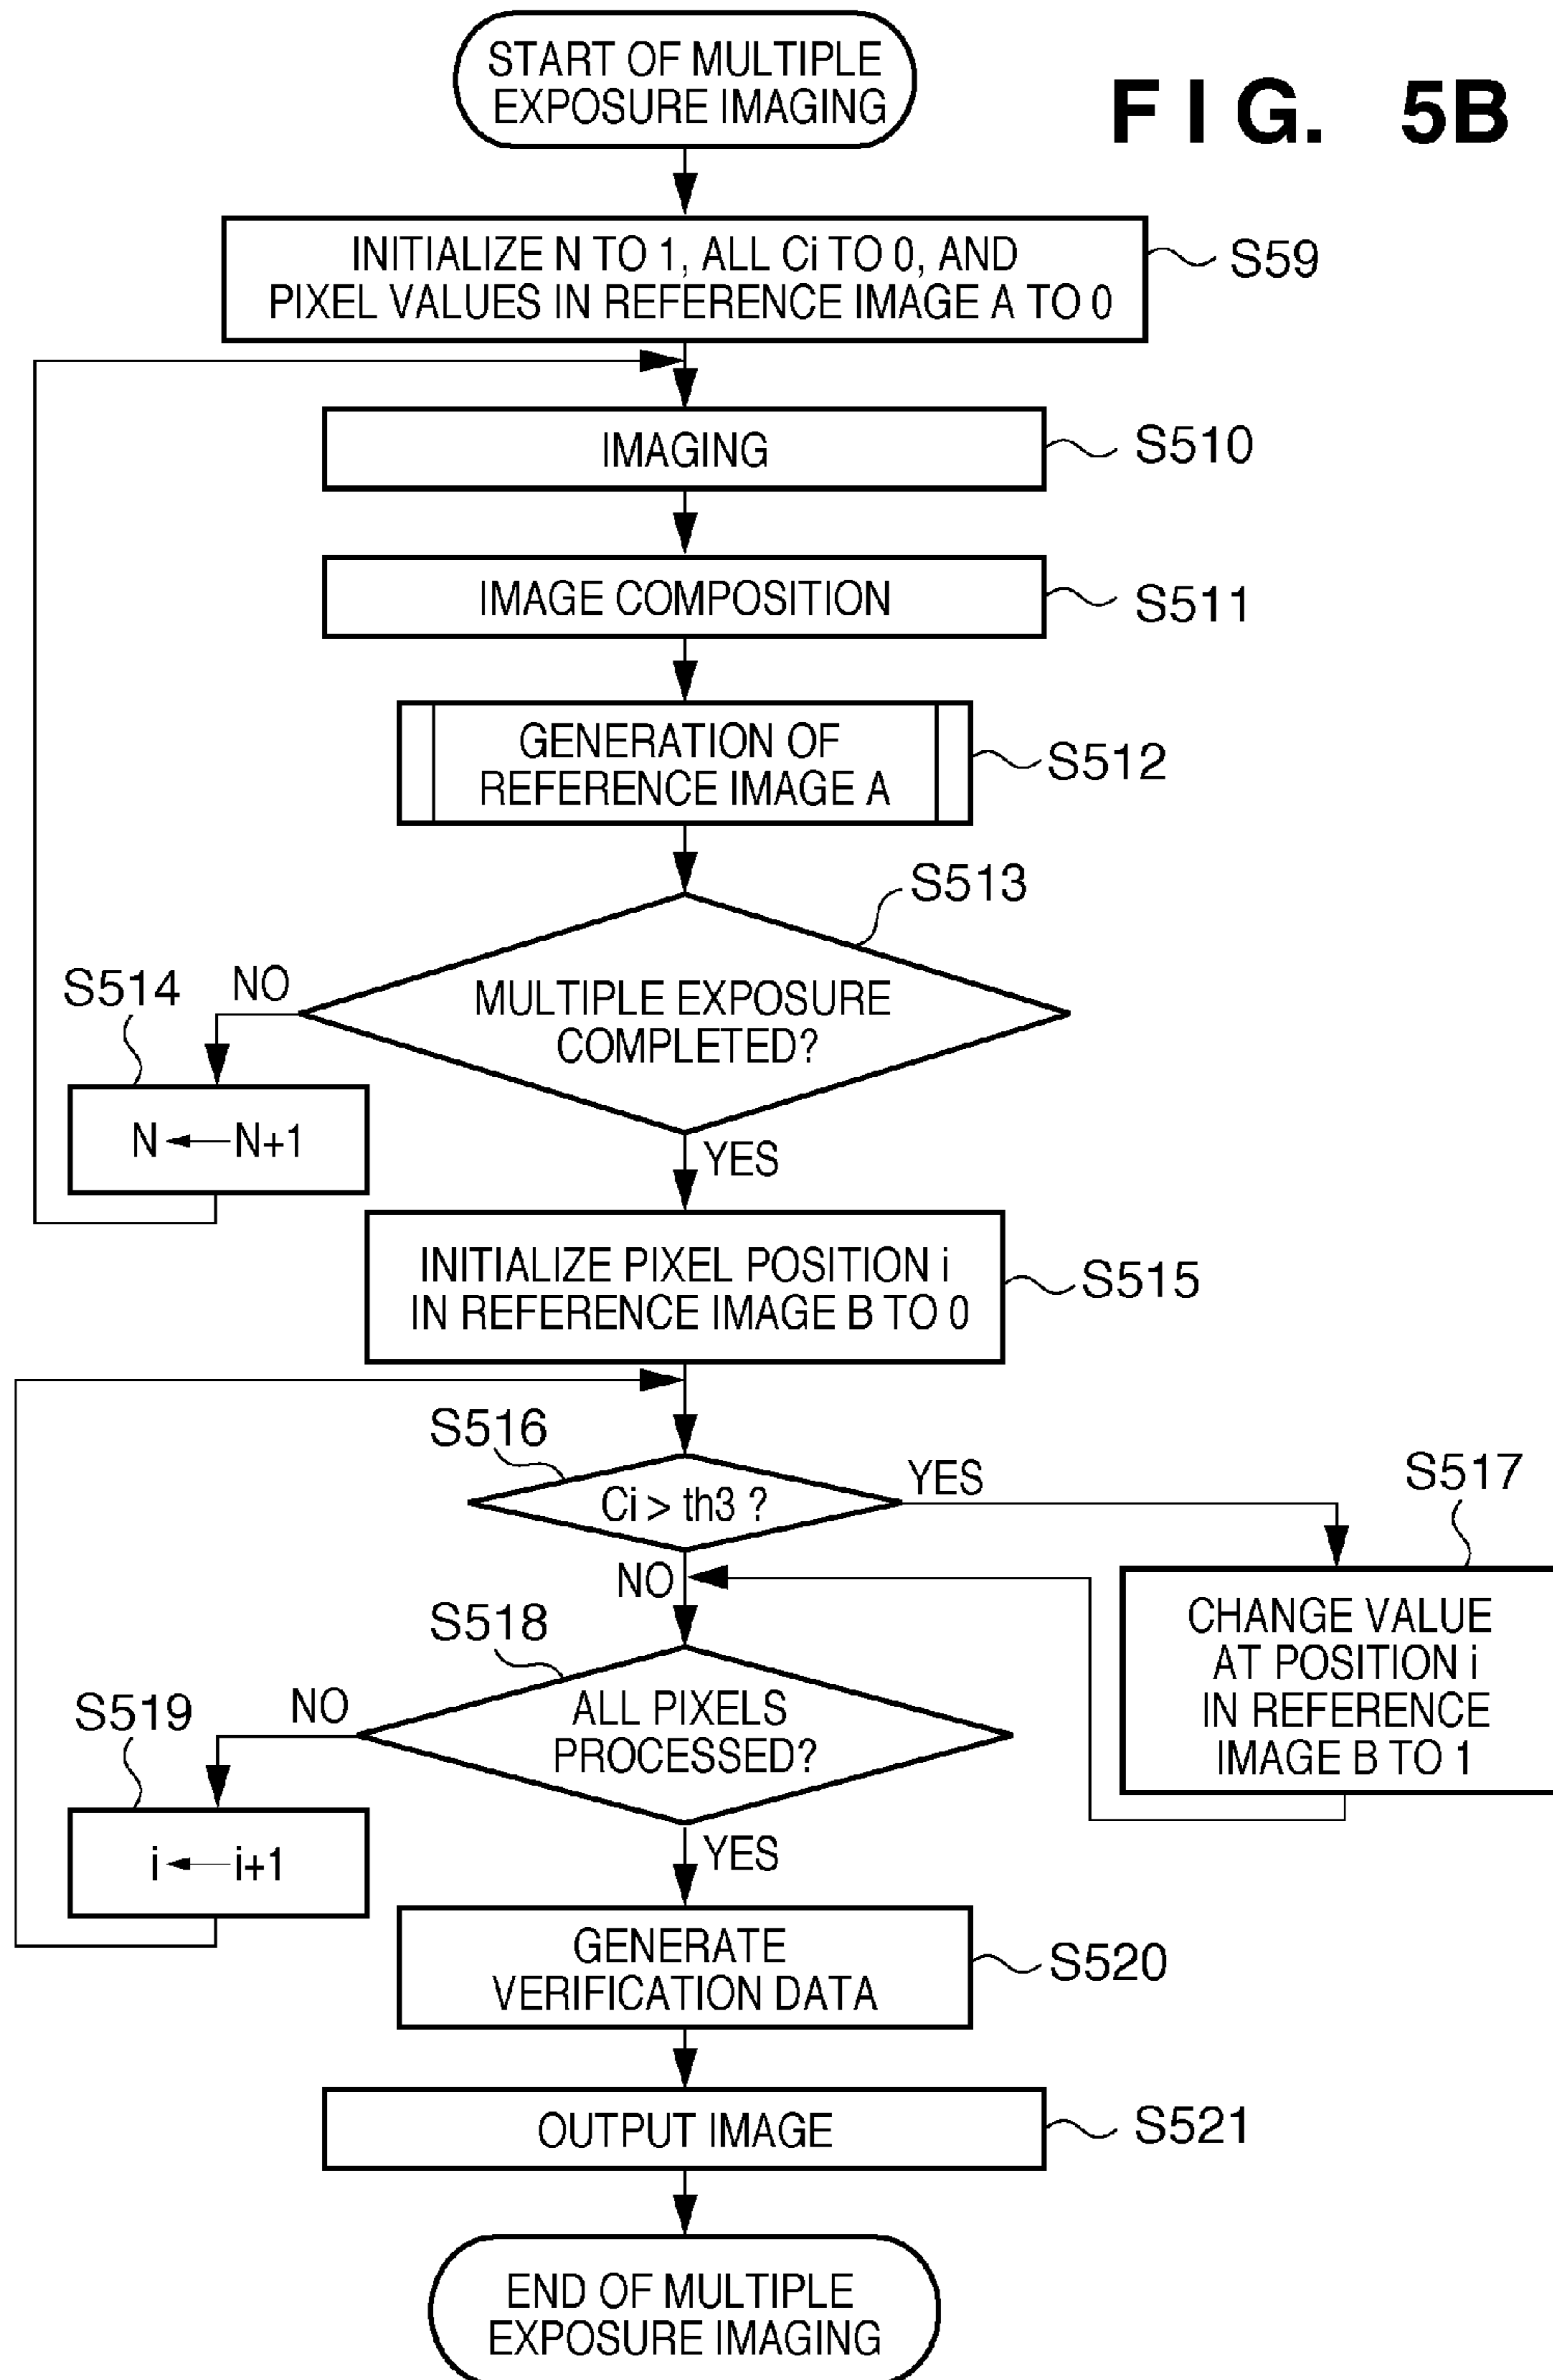 START OF MULTIPLE
EXPOSURE IMAGING
F I G. 5B
INITIALIZE N TO 1, ALL Ci TO 0, AND
PIXEL VALUES IN REFERENCE IMAGE A TO 0
S59
IMAGING
S510
IMAGE COMPOSITION
S511
GENERATION OF
REFERENCE IMAGE A
S512
S513
MULTIPLE EXPOSURE
COMPLETED?
NO
S514
N ← N+1
YES
INITIALIZE PIXEL POSITION i
IN REFERENCE IMAGE B TO 0
S515
S516
Ci > th3 ?
YES
S517
CHANGE VALUE
AT POSITION i
IN REFERENCE
IMAGE B TO 1
NO
S518
ALL PIXELS
PROCESSED?
NO
S519
i ← i+1
YES
GENERATE
VERIFICATION DATA
S520
OUTPUT IMAGE
S521
END OF MULTIPLE
EXPOSURE IMAGING